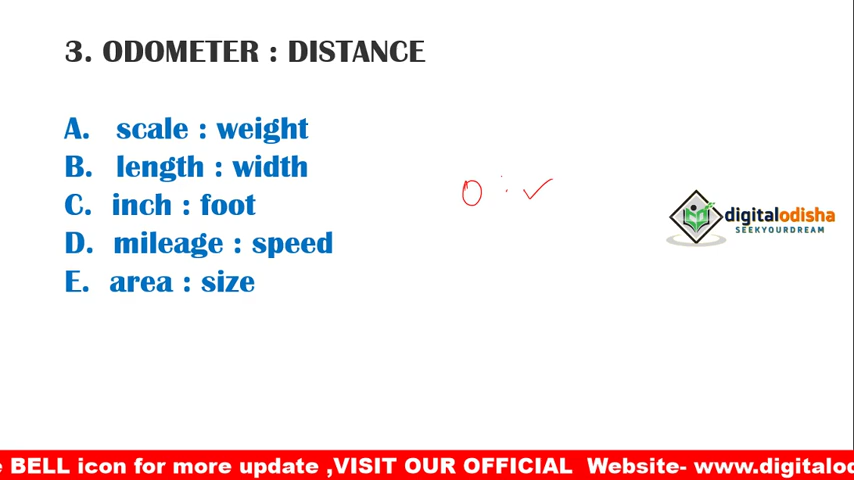 3. ODOMETER : DISTANCE
A. scale : weight
B. length : width
C. inch : foot
D. mileage : speed
E. area : size
0 : ✓
digitalodisha
SEEKYOURDREAM
BELL icon for more update ,VISIT OUR OFFICIAL Website- www.digitalod